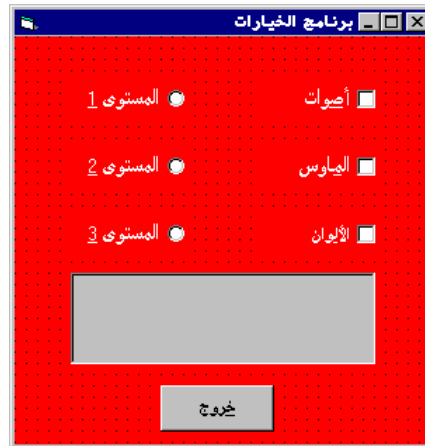 برنامج الخيارات
أصوات المستوى 1
الماوس المستوى 2
الألوان المستوى 3
خروج